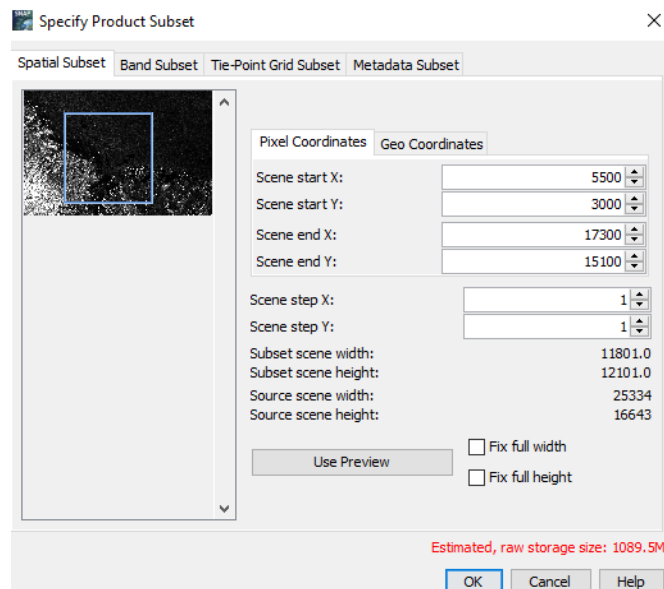 SNAP Specify Product Subset
Spatial Subset Band Subset Tie-Point Grid Subset Metadata Subset
Pixel Coordinates Geo Coordinates
Scene start X: 5500
Scene start Y: 3000
Scene end X: 17300
Scene end Y: 15100
Scene step X: 1
Scene step Y: 1
Subset scene width: 11801.0
Subset scene height: 12101.0
Source scene width: 25334
Source scene height: 16643
Use Preview
Fix full width
Fix full height
Estimated, raw storage size: 1089.5M
OK Cancel Help